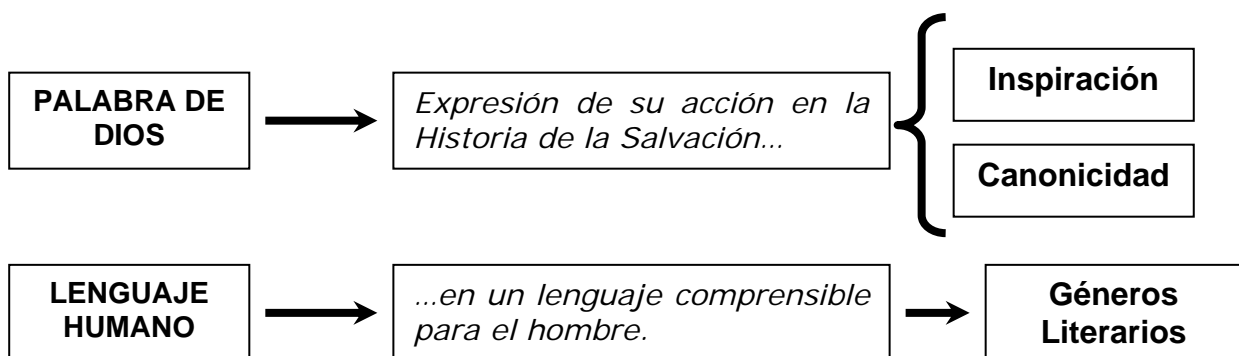 PALABRA DE
DIOS
Expresión de su acción en la
Historia de la Salvación...
Inspiración
Canonicidad
LENGUAJE
HUMANO
...en un lenguaje comprensible
para el hombre.
Géneros
Literarios